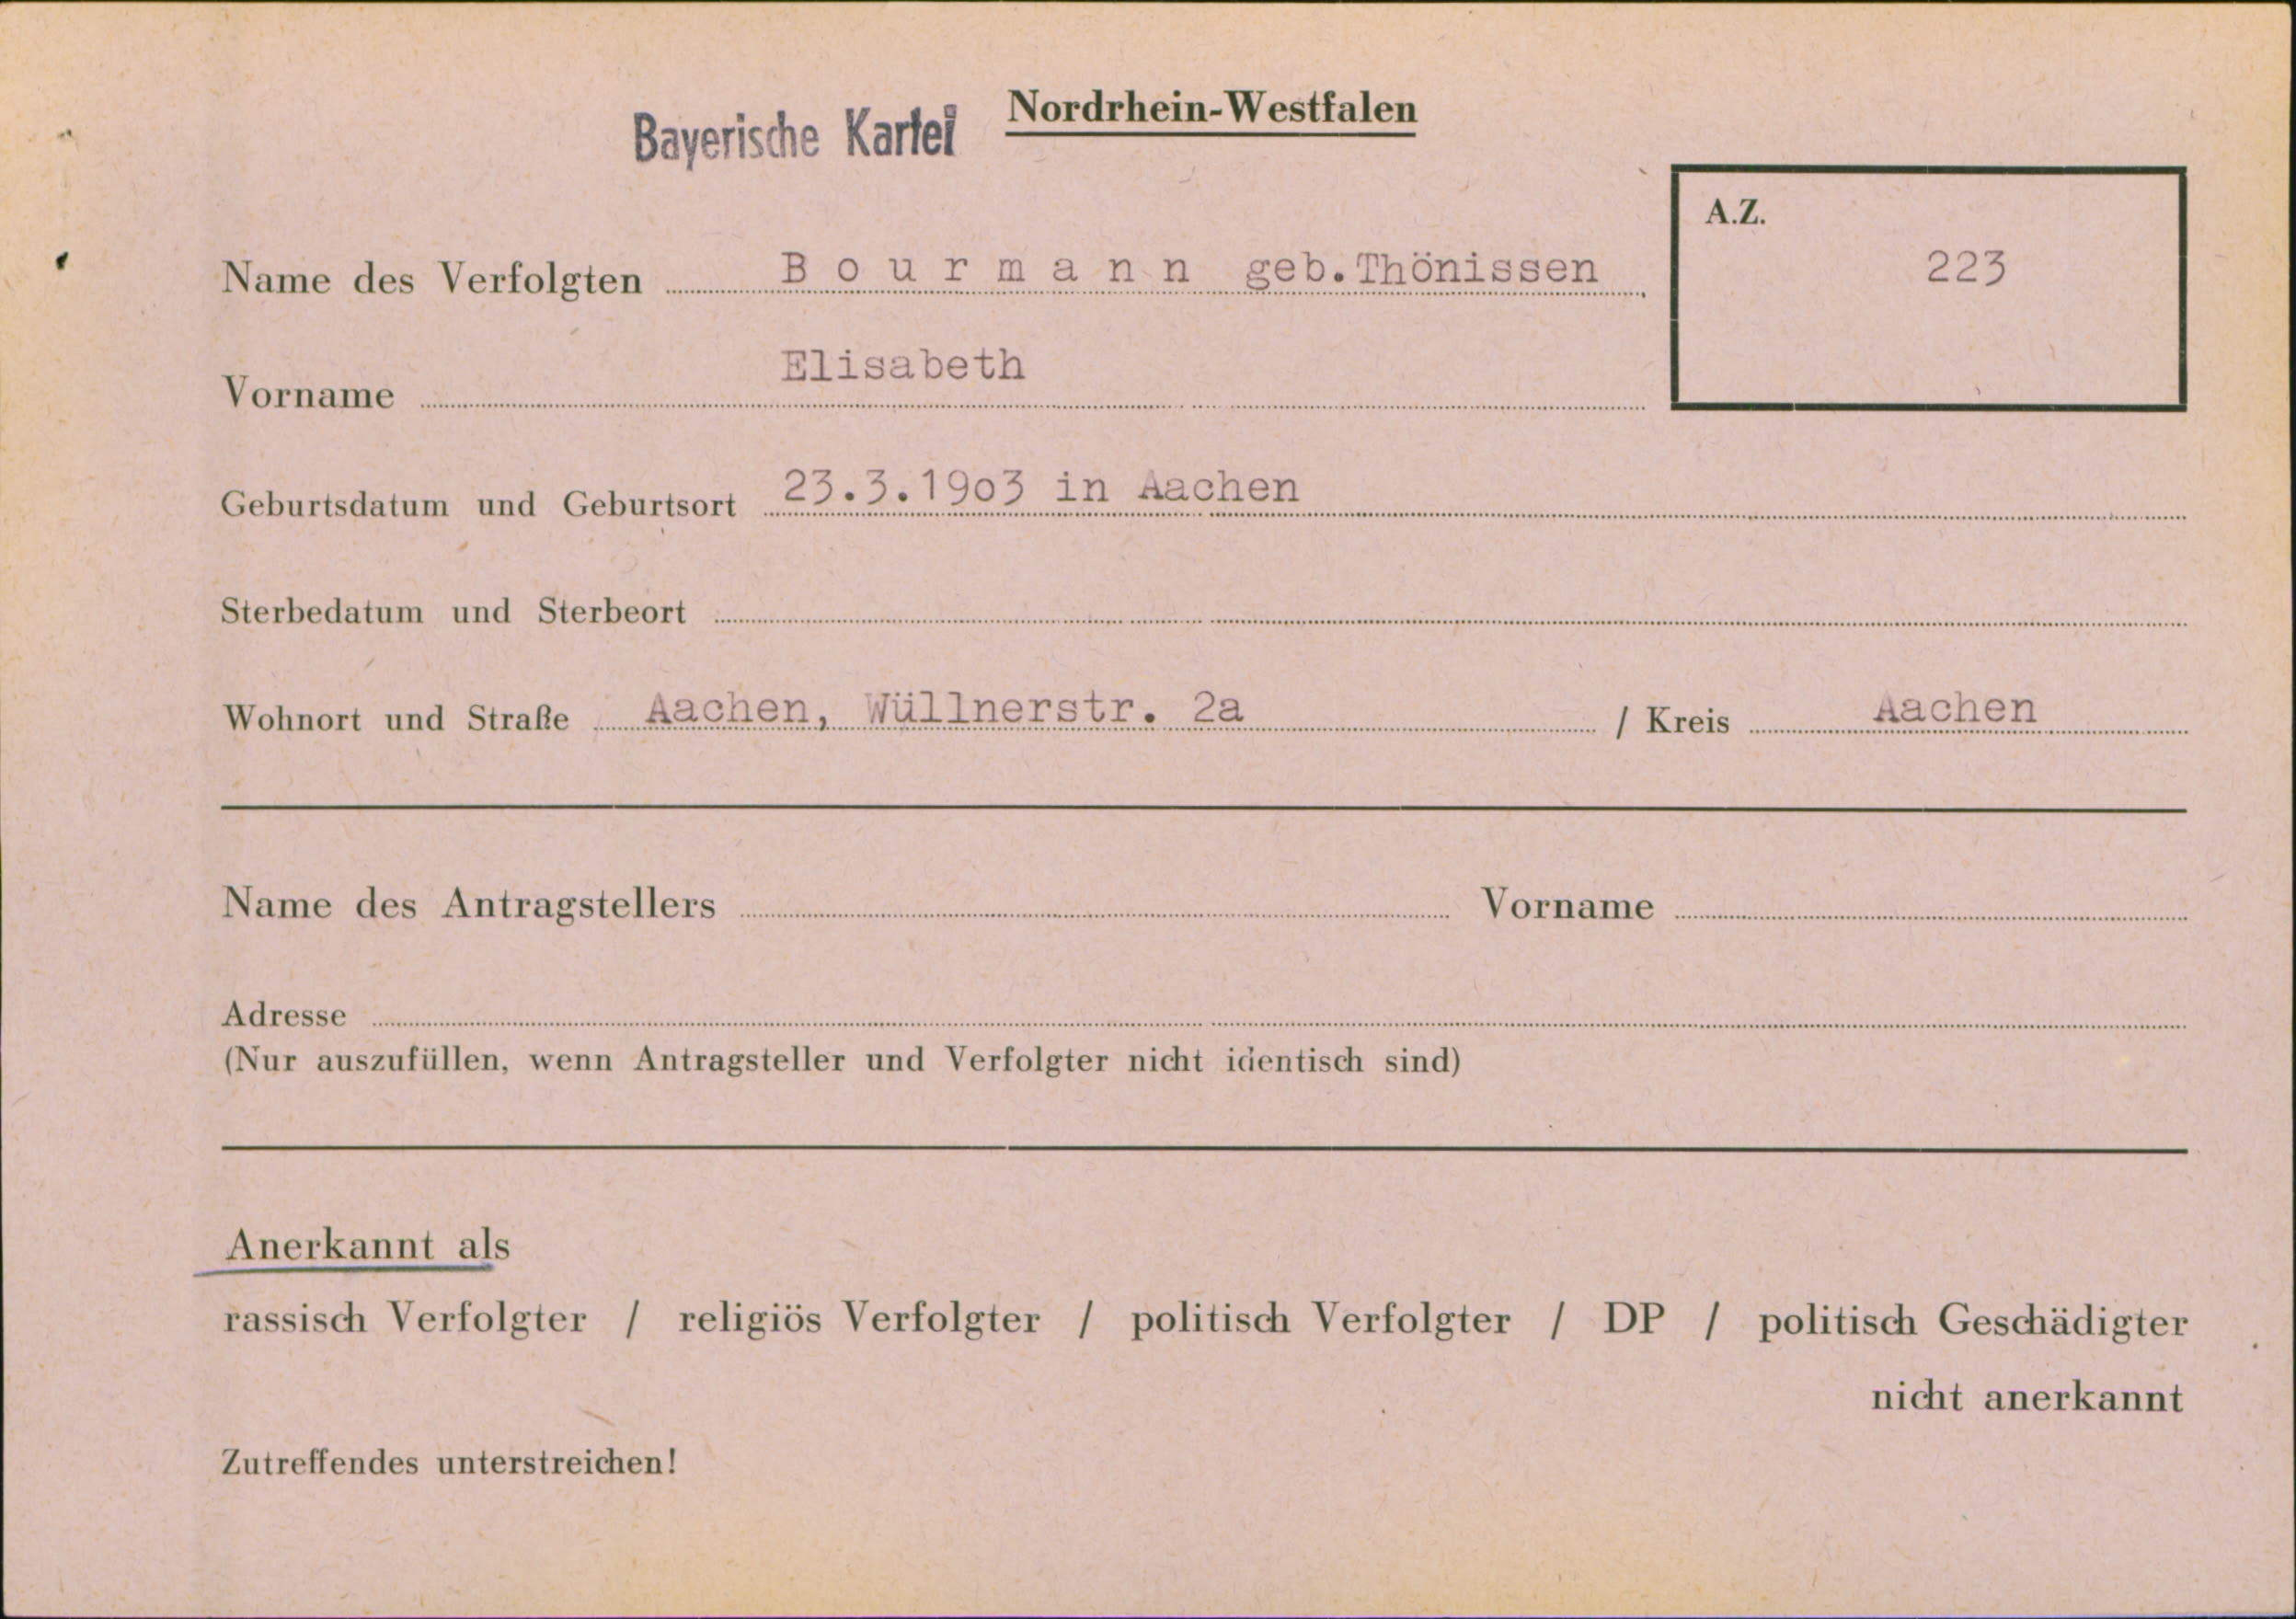 Nordrhein-Westfalen
Bayerische Kartei
A.Z.
223
Name des Verfolgten B o u r m a n n geb.Thönissen
Vorname Elisabeth
Geburtsdatum und Geburtsort 23.3.19o3 in Aachen
Sterbedatum und Sterbeort
Wohnort und Straße Aachen, Wüllnerstr. 2a / Kreis Aachen
Name des Antragstellers Vorname
Adresse
(Nur auszufüllen, wenn Antragsteller und Verfolgter nicht identisch sind)
Anerkannt als
rassisch Verfolgter / religiös Verfolgter / politisch Verfolgter / DP / politisch Geschädigter
nicht anerkannt
Zutreffendes unterstreichen!